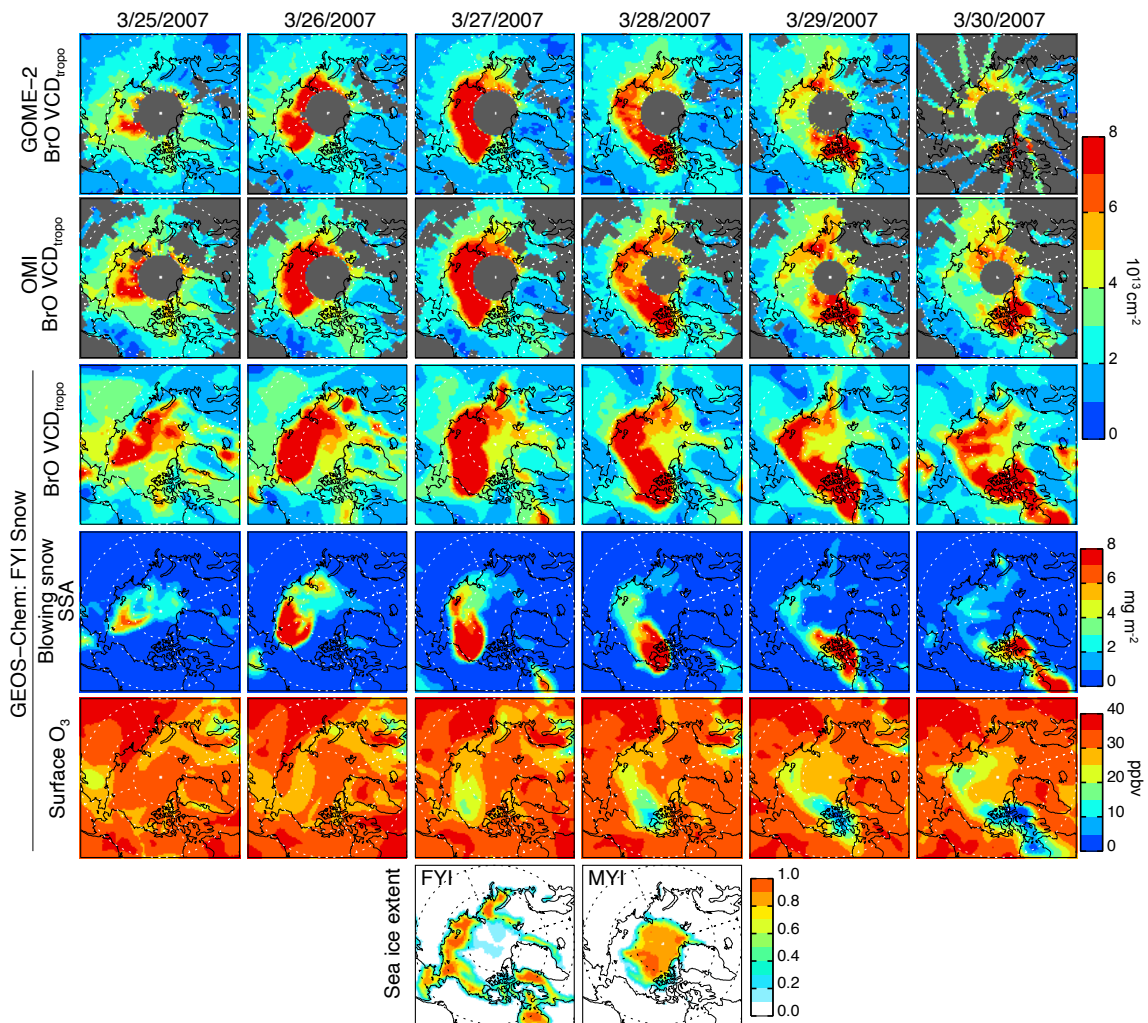 3/25/2007 3/26/2007 3/27/2007 3/28/2007 3/29/2007 3/30/2007
GOME−2
BrO VCDtropo
OMI
BrO VCDtropo
8
6
4
2
0
10¹³ cm⁻²
GEOS−Chem: FYI Snow
BrO VCDtropo
Blowing snow
SSA
8
6
4
2
0
mg m⁻²
Surface O₃
40
30
20
10
0
ppbv
Sea ice extent
FYI MYI
1.0
0.8
0.6
0.4
0.2
0.0